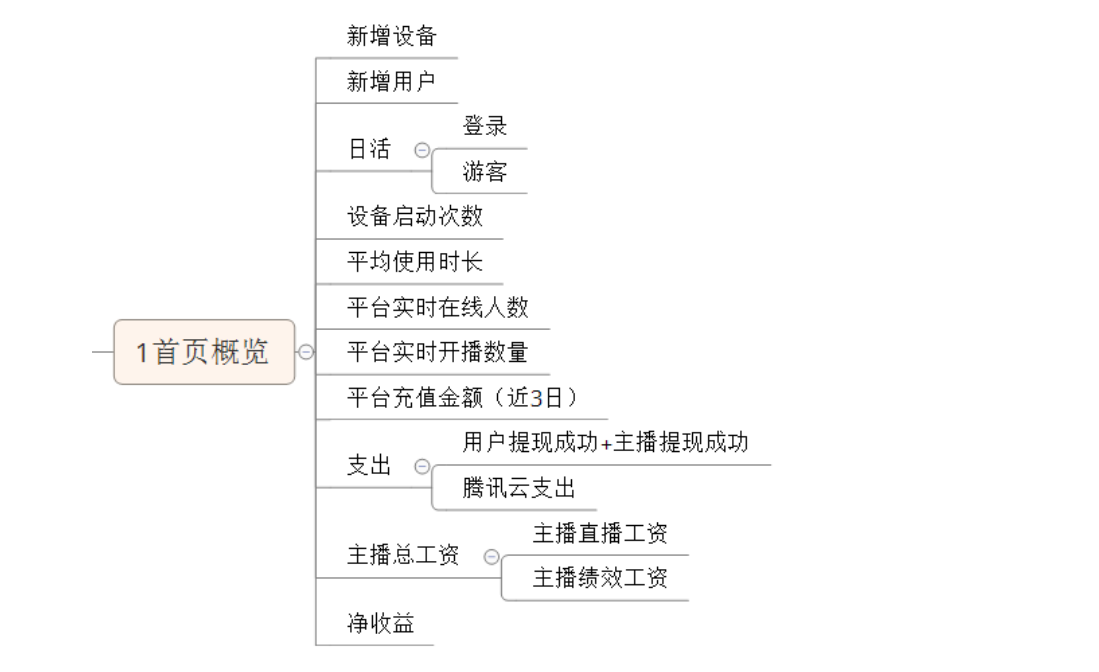 新增设备
新增用户
日活
登录
游客
设备启动次数
平均使用时长
平台实时在线人数
1首页概览
平台实时开播数量
平台充值金额（近3日）
支出
用户提现成功+主播提现成功
腾讯云支出
主播总工资
主播直播工资
主播绩效工资
净收益